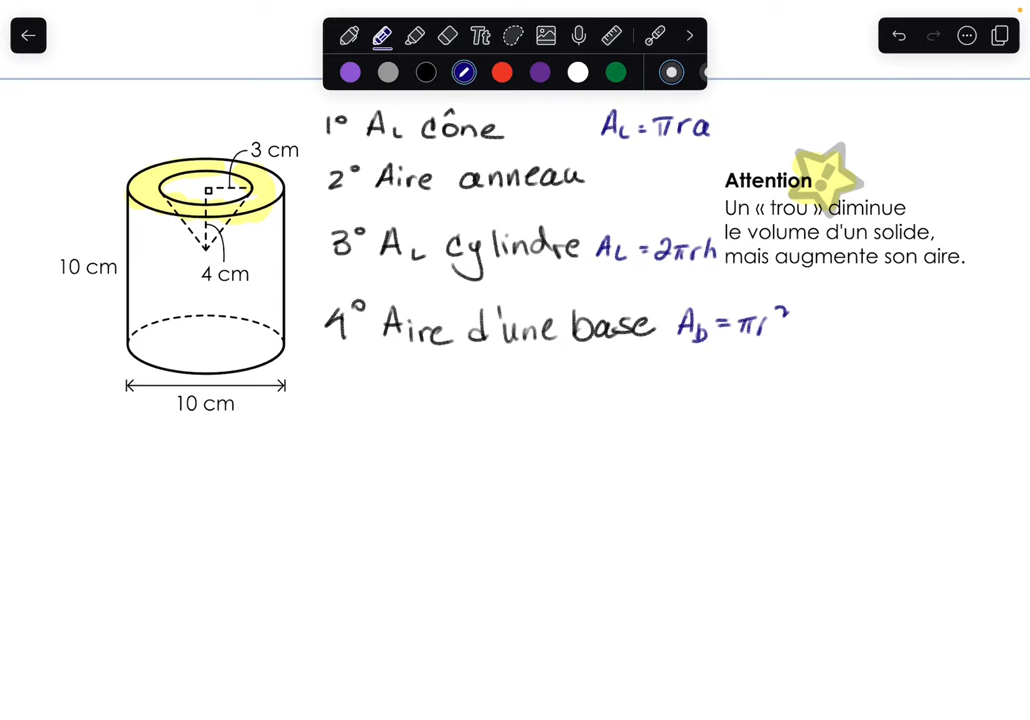 Tt
1° AL cône AL = πra
3 cm
2° Aire anneau
Attention !
Un « trou » diminue
le volume d'un solide,
mais augmente son aire.
3° AL cylindre AL = 2πrh
10 cm
4 cm
4° Aire d'une base Ab = πr²
10 cm